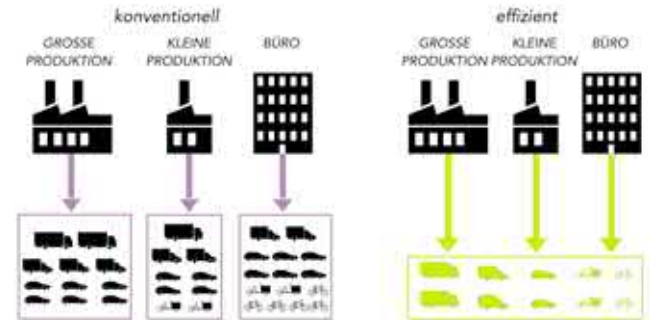 konventionell
GROSSE PRODUKTION
KLEINE PRODUKTION
BÜRO
effizient
GROSSE PRODUKTION
KLEINE PRODUKTION
BÜRO